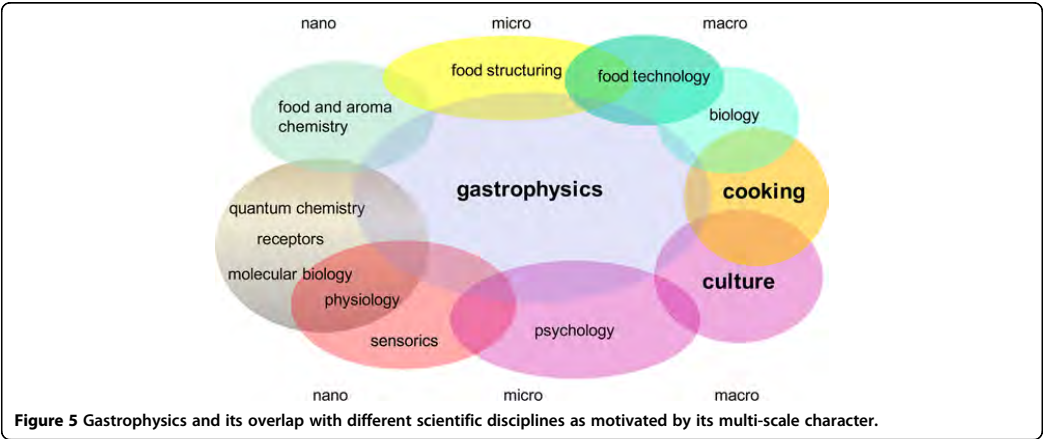 nano micro macro
food structuring
food technology
food and aroma
chemistry
biology
gastrophysics
cooking
quantum chemistry
receptors
molecular biology
physiology
culture
sensorics
psychology
nano micro macro
Figure 5 Gastrophysics and its overlap with different scientific disciplines as motivated by its multi-scale character.